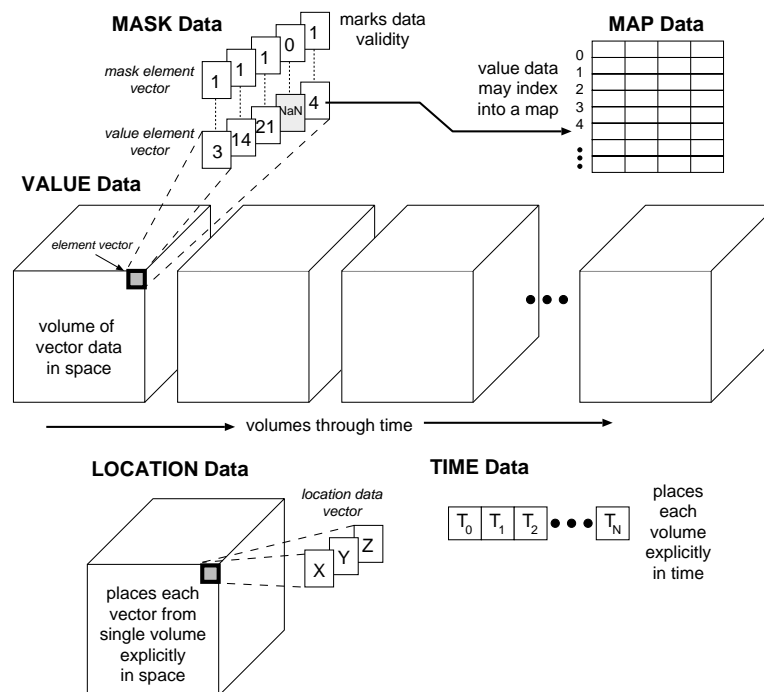 MASK Data
marks data
validity
mask element
vector
1
1
1
0
1
value element
vector
3
14
21
NaN
4
MAP Data
value data
may index
into a map
0
1
2
3
4
VALUE Data
element vector
volume of
vector data
in space
volumes through time
LOCATION Data
location data
vector
X
Y
Z
places each
vector from
single volume
explicitly
in space
TIME Data
T0 T1 T2 TN
places
each
volume
explicitly
in time